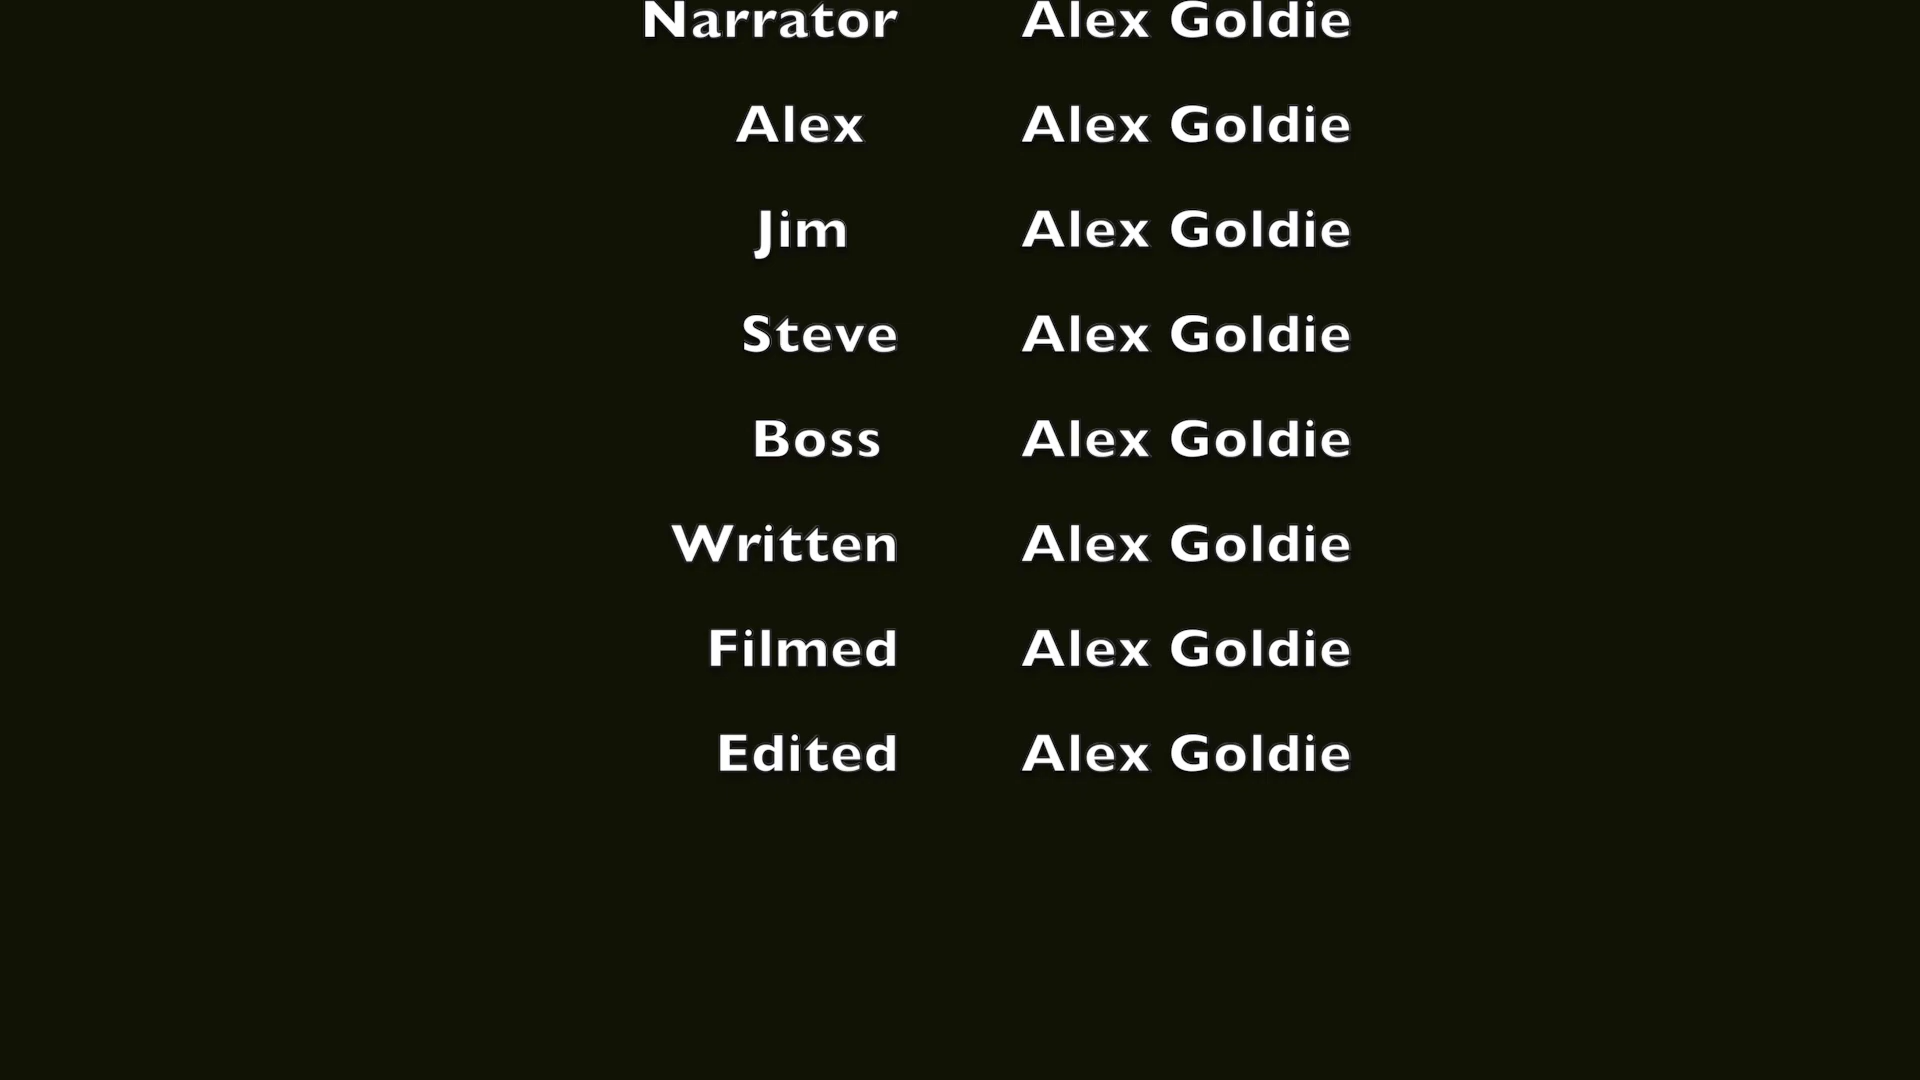 Narrator Alex Goldie
Alex Alex Goldie
Jim Alex Goldie
Steve Alex Goldie
Boss Alex Goldie
Written Alex Goldie
Filmed Alex Goldie
Edited Alex Goldie